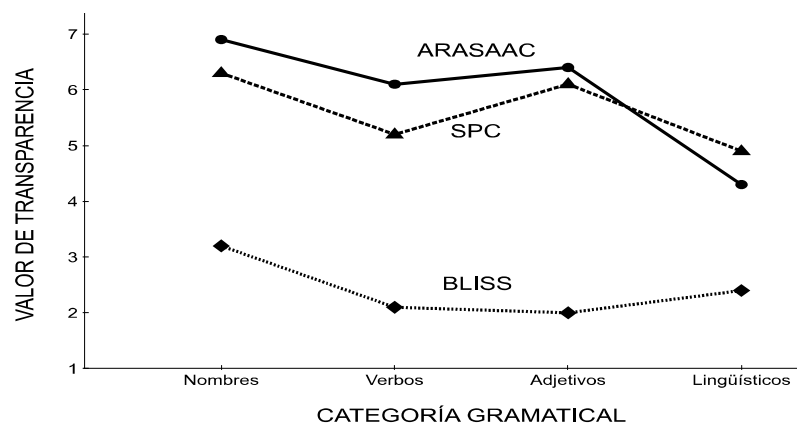 7
6
5
4
3
2
1
VALOR DE TRANSPARENCIA
ARASAAC
SPC
BLISS
Nombres Verbos Adjetivos Lingüísticos
CATEGORÍA GRAMATICAL